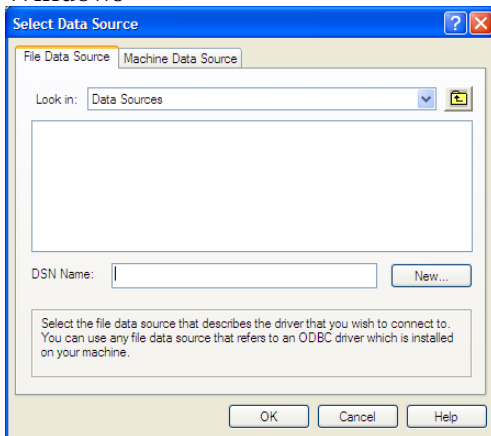 Windows
Select Data Source
File Data Source Machine Data Source
Look in: Data Sources
DSN Name: New...
Select the file data source that describes the driver that you wish to connect to.
You can use any file data source that refers to an ODBC driver which is installed
on your machine.
OK Cancel Help